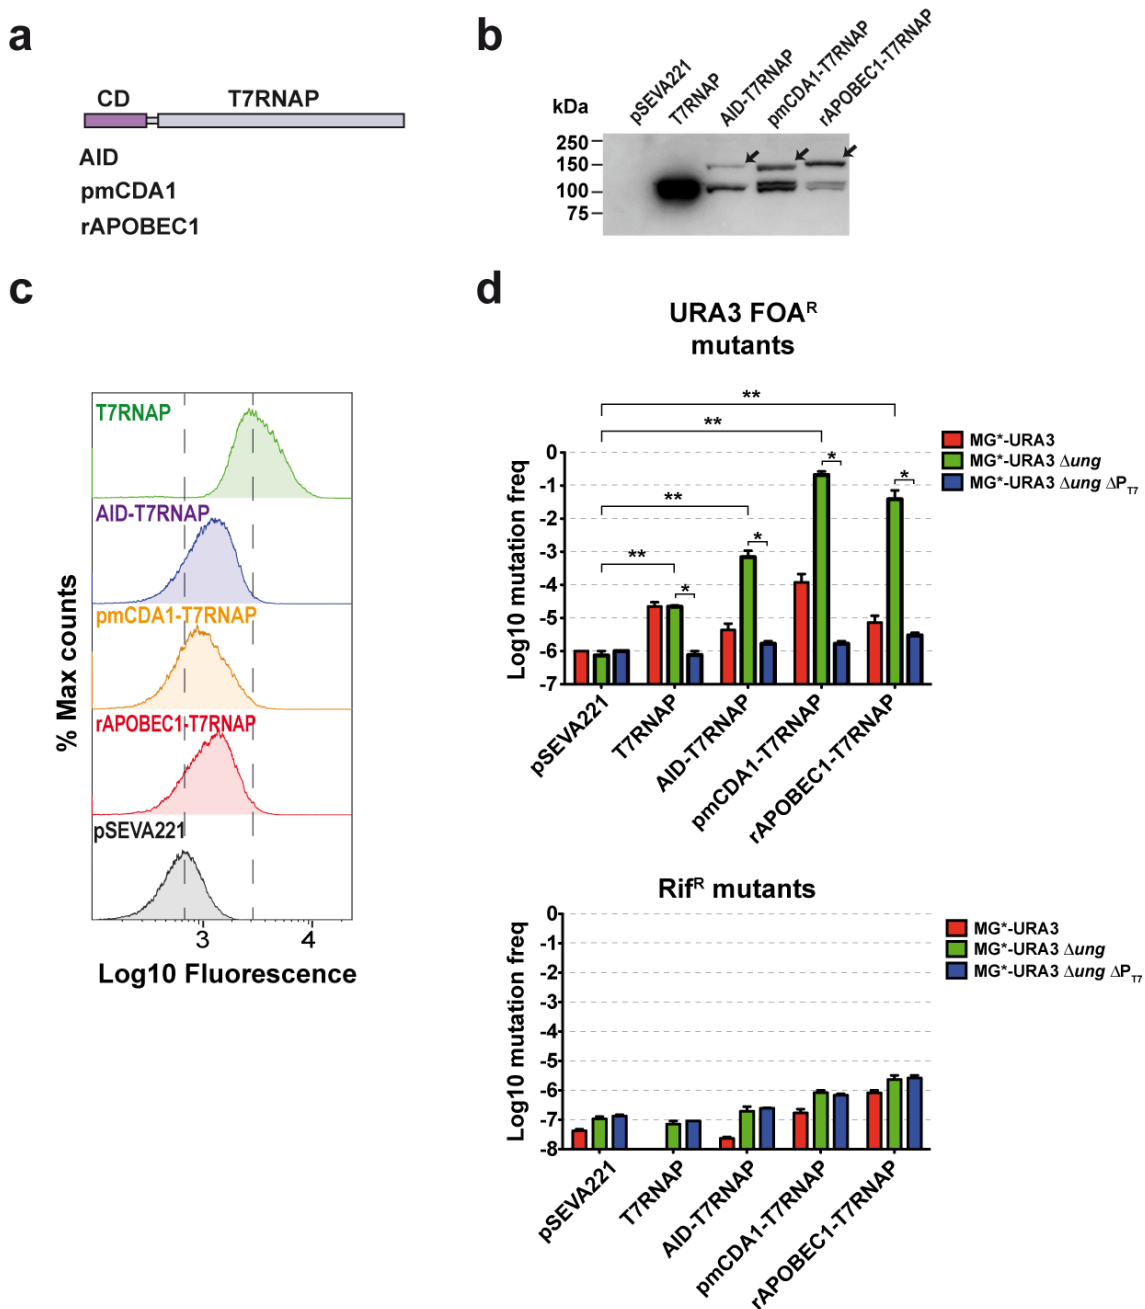 a
CD T7RNAP
AID
pmCDA1
rAPOBEC1
b
kDa
pSEVA221
T7RNAP
AID-T7RNAP
pmCDA1-T7RNAP
rAPOBEC1-T7RNAP
250
150
100
75
c
T7RNAP
AID-T7RNAP
pmCDA1-T7RNAP
rAPOBEC1-T7RNAP
pSEVA221
% Max counts
3 4
Log10 Fluorescence
d
URA3 FOAᴿ
mutants
**
**
**
**
*
*
*
*
MG*-URA3
MG*-URA3 Δung
MG*-URA3 Δung ΔP_T7
Log10 mutation freq
0
-1
-2
-3
-4
-5
-6
-7
pSEVA221
T7RNAP
AID-T7RNAP
pmCDA1-T7RNAP
rAPOBEC1-T7RNAP
Rifᴿ mutants
MG*-URA3
MG*-URA3 Δung
MG*-URA3 Δung ΔP_T7
Log10 mutation freq
0
-1
-2
-3
-4
-5
-6
-7
-8
pSEVA221
T7RNAP
AID-T7RNAP
pmCDA1-T7RNAP
rAPOBEC1-T7RNAP